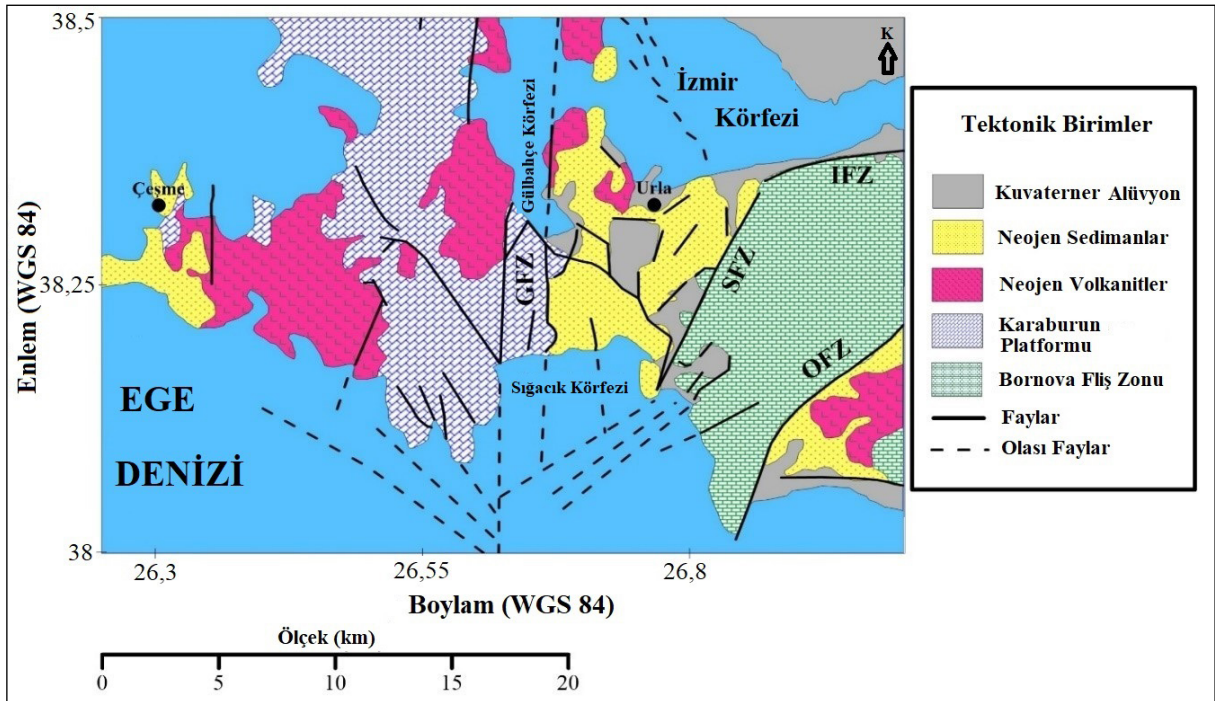 38,5
38,25
38
Enlem (WGS 84)
26,3
26,55
26,8
Boylam (WGS 84)
K
İzmir
Körfezi
Gülbahçe Körfezi
Çeşme
Urla
IFZ
GFZ
SFZ
OFZ
Sığacık Körfezi
EGE
DENİZİ
Tektonik Birimler
Kuvaterner Alüvyon
Neojen Sedimanlar
Neojen Volkanitler
Karaburun
Platformu
Bornova Fliş Zonu
Faylar
Olası Faylar
Ölçek (km)
0
5
10
15
20